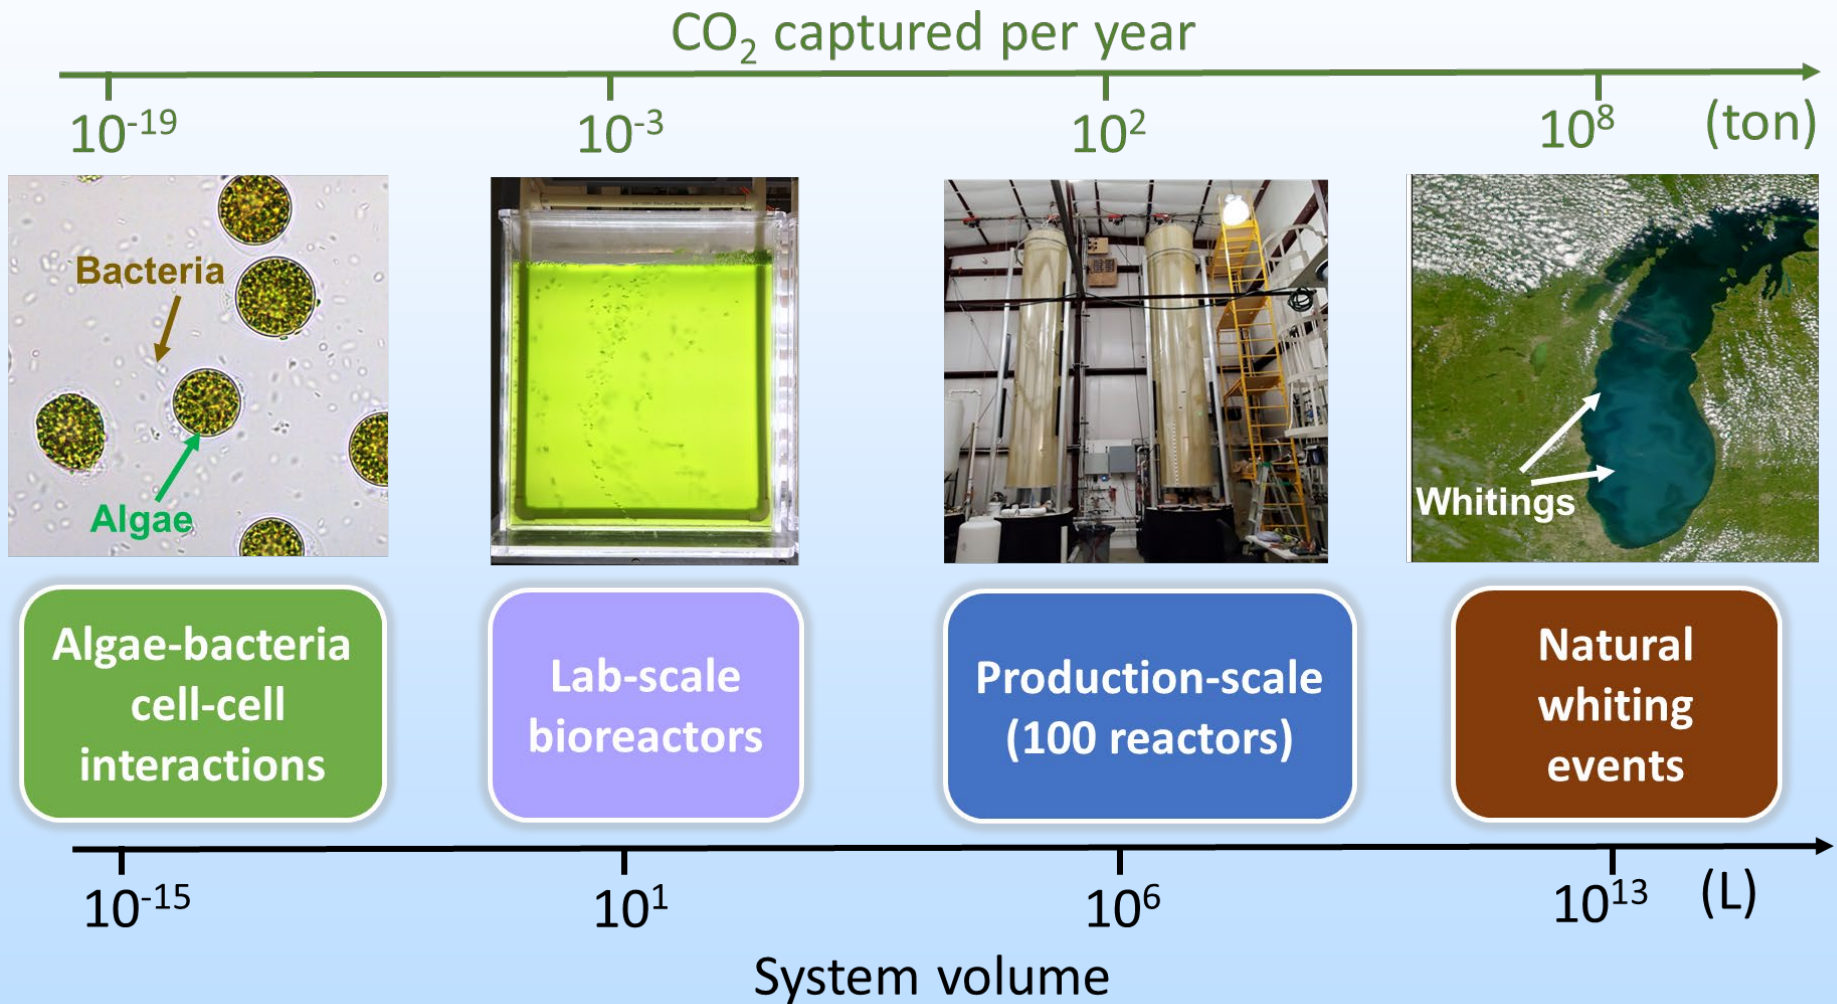 CO₂ captured per year
10⁻¹⁹ 10⁻³ 10² 10⁸ (ton)
Bacteria
Algae
Whitings
Algae-bacteria
cell-cell
interactions
Lab-scale
bioreactors
Production-scale
(100 reactors)
Natural
whiting
events
10⁻¹⁵ 10¹ 10⁶ 10¹³ (L)
System volume